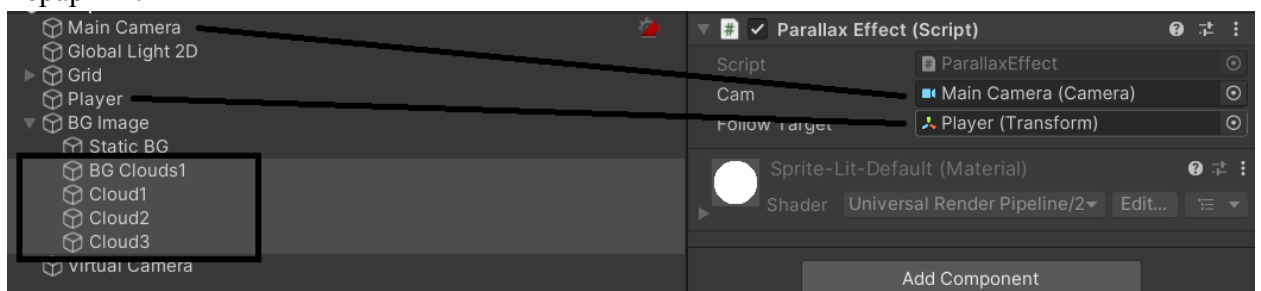 Main Camera
Global Light 2D
Grid
Player
BG Image
Static BG
BG Clouds1
Cloud1
Cloud2
Cloud3
Virtual Camera
# Parallax Effect (Script)
Script # ParallaxEffect
Cam Main Camera (Camera)
Follow Target Player (Transform)
Sprite-Lit-Default (Material)
Shader Universal Render Pipeline/2 Edit...
Add Component